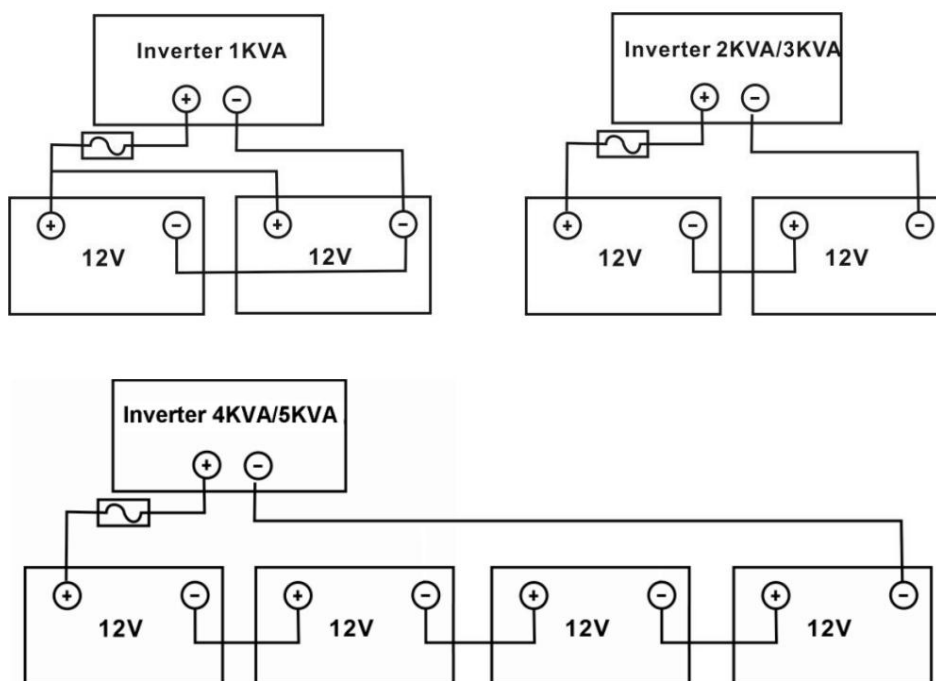 Inverter 1KVA
+ −
+ − + −
12V 12V
Inverter 2KVA/3KVA
+ −
+ − + −
12V 12V
Inverter 4KVA/5KVA
+ −
+ − + − + − + −
12V 12V 12V 12V